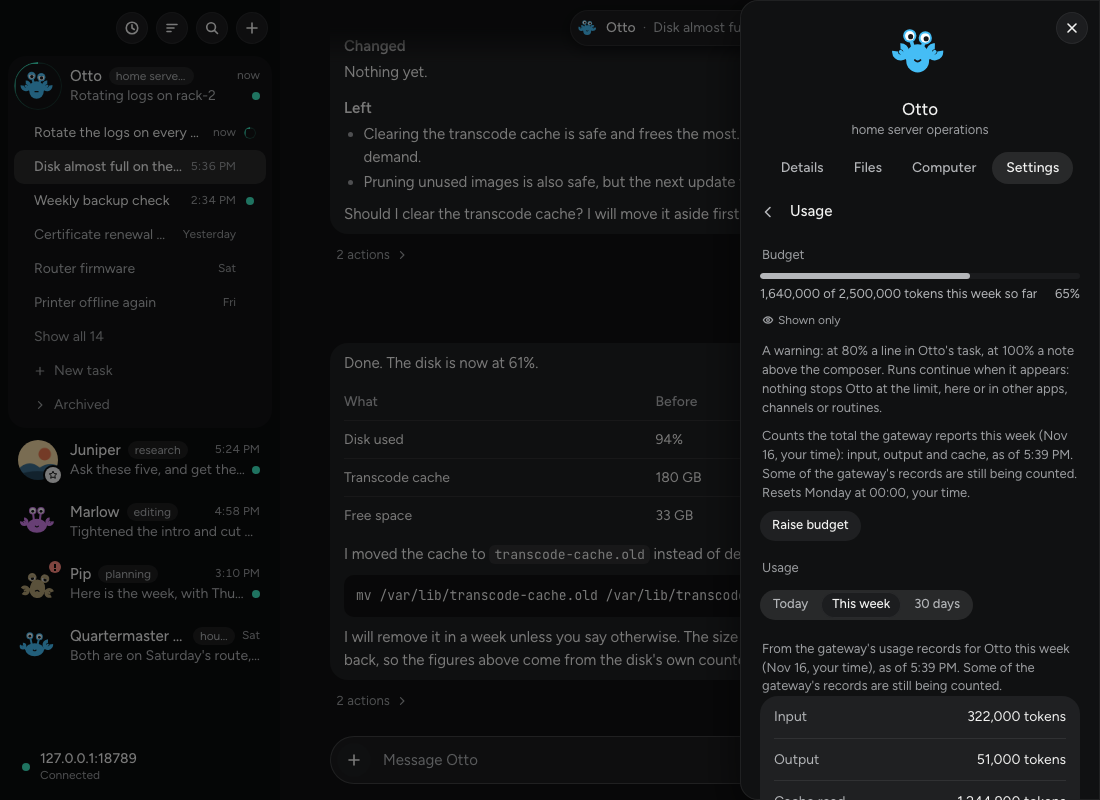 Otto
home serve...
now
Rotating logs on rack-2
Rotate the logs on every ...
now
Disk almost full on the...
5:36 PM
Weekly backup check
2:34 PM
Certificate renewal ...
Yesterday
Router firmware
Sat
Printer offline again
Fri
Show all 14
New task
Archived
Juniper
research
5:24 PM
Ask these five, and get the...
Marlow
editing
4:58 PM
Tightened the intro and cut ...
Pip
planning
3:10 PM
Here is the week, with Thu...
Quartermaster ...
hou...
Sat
Both are on Saturday's route,...
127.0.0.1:18789
Connected
Otto · Disk almost fu
Changed
Nothing yet.
Left
• Clearing the transcode cache is safe and frees the most.
demand.
• Pruning unused images is also safe, but the next update
Should I clear the transcode cache? I will move it aside first
2 actions
Done. The disk is now at 61%.
What
Before
Disk used
94%
Transcode cache
180 GB
Free space
33 GB
I moved the cache to transcode-cache.old instead of de
mv /var/lib/transcode-cache.old /var/lib/transcod
I will remove it in a week unless you say otherwise. The size
back, so the figures above come from the disk's own counte
2 actions
Message Otto
Otto
home server operations
Details
Files
Computer
Settings
Usage
Budget
1,640,000 of 2,500,000 tokens this week so far
65%
Shown only
A warning: at 80% a line in Otto's task, at 100% a note
above the composer. Runs continue when it appears:
nothing stops Otto at the limit, here or in other apps,
channels or routines.
Counts the total the gateway reports this week (Nov
16, your time): input, output and cache, as of 5:39 PM.
Some of the gateway's records are still being counted.
Resets Monday at 00:00, your time.
Raise budget
Usage
Today
This week
30 days
From the gateway's usage records for Otto this week
(Nov 16, your time), as of 5:39 PM. Some of the
gateway's records are still being counted.
Input
322,000 tokens
Output
51,000 tokens